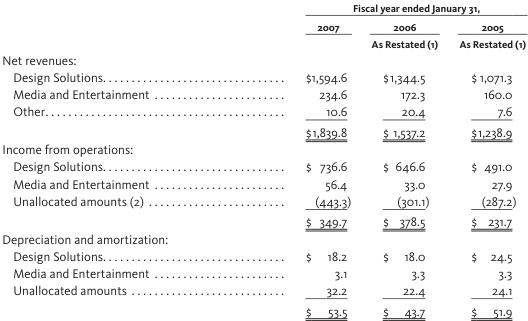 Fiscal year ended January 31,
2007 2006 2005
As Restated (1) As Restated (1)
Net revenues:
Design Solutions. . . . . . . . . . . . . . . . . . . . . . . . . . . . . . $1,594.6 $1,344.5 $1,071.3
Media and Entertainment . . . . . . . . . . . . . . . . . . . . . . 234.6 172.3 160.0
Other. . . . . . . . . . . . . . . . . . . . . . . . . . . . . . . . . . . . . . . 10.6 20.4 7.6
$1,839.8 $ 1,537.2 $1,238.9
Income from operations:
Design Solutions. . . . . . . . . . . . . . . . . . . . . . . . . . . . . . $ 736.6 $ 646.6 $ 491.0
Media and Entertainment . . . . . . . . . . . . . . . . . . . . . . 56.4 33.0 27.9
Unallocated amounts (2) . . . . . . . . . . . . . . . . . . . . . . . (443.3) (301.1) (287.2)
$ 349.7 $ 378.5 $ 231.7
Depreciation and amortization:
Design Solutions. . . . . . . . . . . . . . . . . . . . . . . . . . . . . . $ 18.2 $ 18.0 $ 24.5
Media and Entertainment . . . . . . . . . . . . . . . . . . . . . . 3.1 3.3 3.3
Unallocated amounts . . . . . . . . . . . . . . . . . . . . . . . . . . 32.2 22.4 24.1
$ 53.5 $ 43.7 $ 51.9